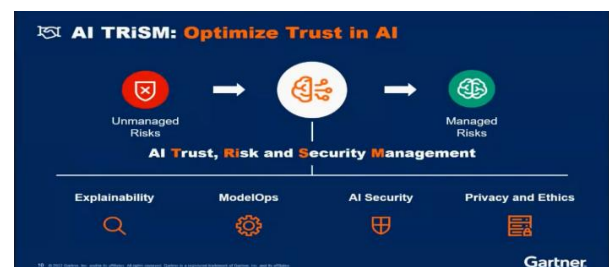 AI TRiSM: Optimize Trust in AI
Unmanaged
Risks
Managed
Risks
AI Trust, Risk and Security Management
Explainability
ModelOps
AI Security
Privacy and Ethics
Gartner